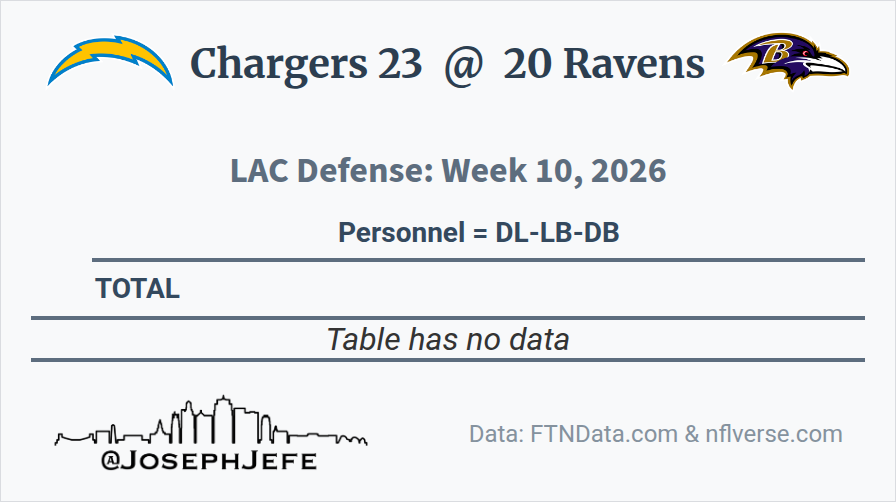 Chargers 23 @ 20 Ravens
B
LAC Defense: Week 10, 2026
Personnel = DL-LB-DB
TOTAL
Table has no data
@JosephJefe
Data: FTNData.com & nflverse.com